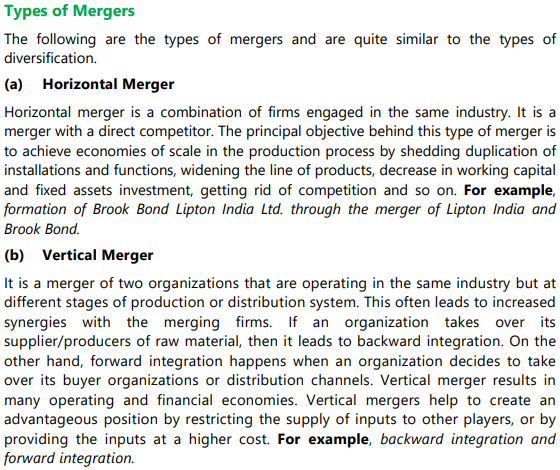 Types of Mergers
The following are the types of mergers and are quite similar to the types of
diversification.
(a) Horizontal Merger
Horizontal merger is a combination of firms engaged in the same industry. It is a
merger with a direct competitor. The principal objective behind this type of merger is
to achieve economies of scale in the production process by shedding duplication of
installations and functions, widening the line of products, decrease in working capital
and fixed assets investment, getting rid of competition and so on. For example,
formation of Brook Bond Lipton India Ltd. through the merger of Lipton India and
Brook Bond.
(b) Vertical Merger
It is a merger of two organizations that are operating in the same industry but at
different stages of production or distribution system. This often leads to increased
synergies with the merging firms. If an organization takes over its
supplier/producers of raw material, then it leads to backward integration. On the
other hand, forward integration happens when an organization decides to take
over its buyer organizations or distribution channels. Vertical merger results in
many operating and financial economies. Vertical mergers help to create an
advantageous position by restricting the supply of inputs to other players, or by
providing the inputs at a higher cost. For example, backward integration and
forward integration.